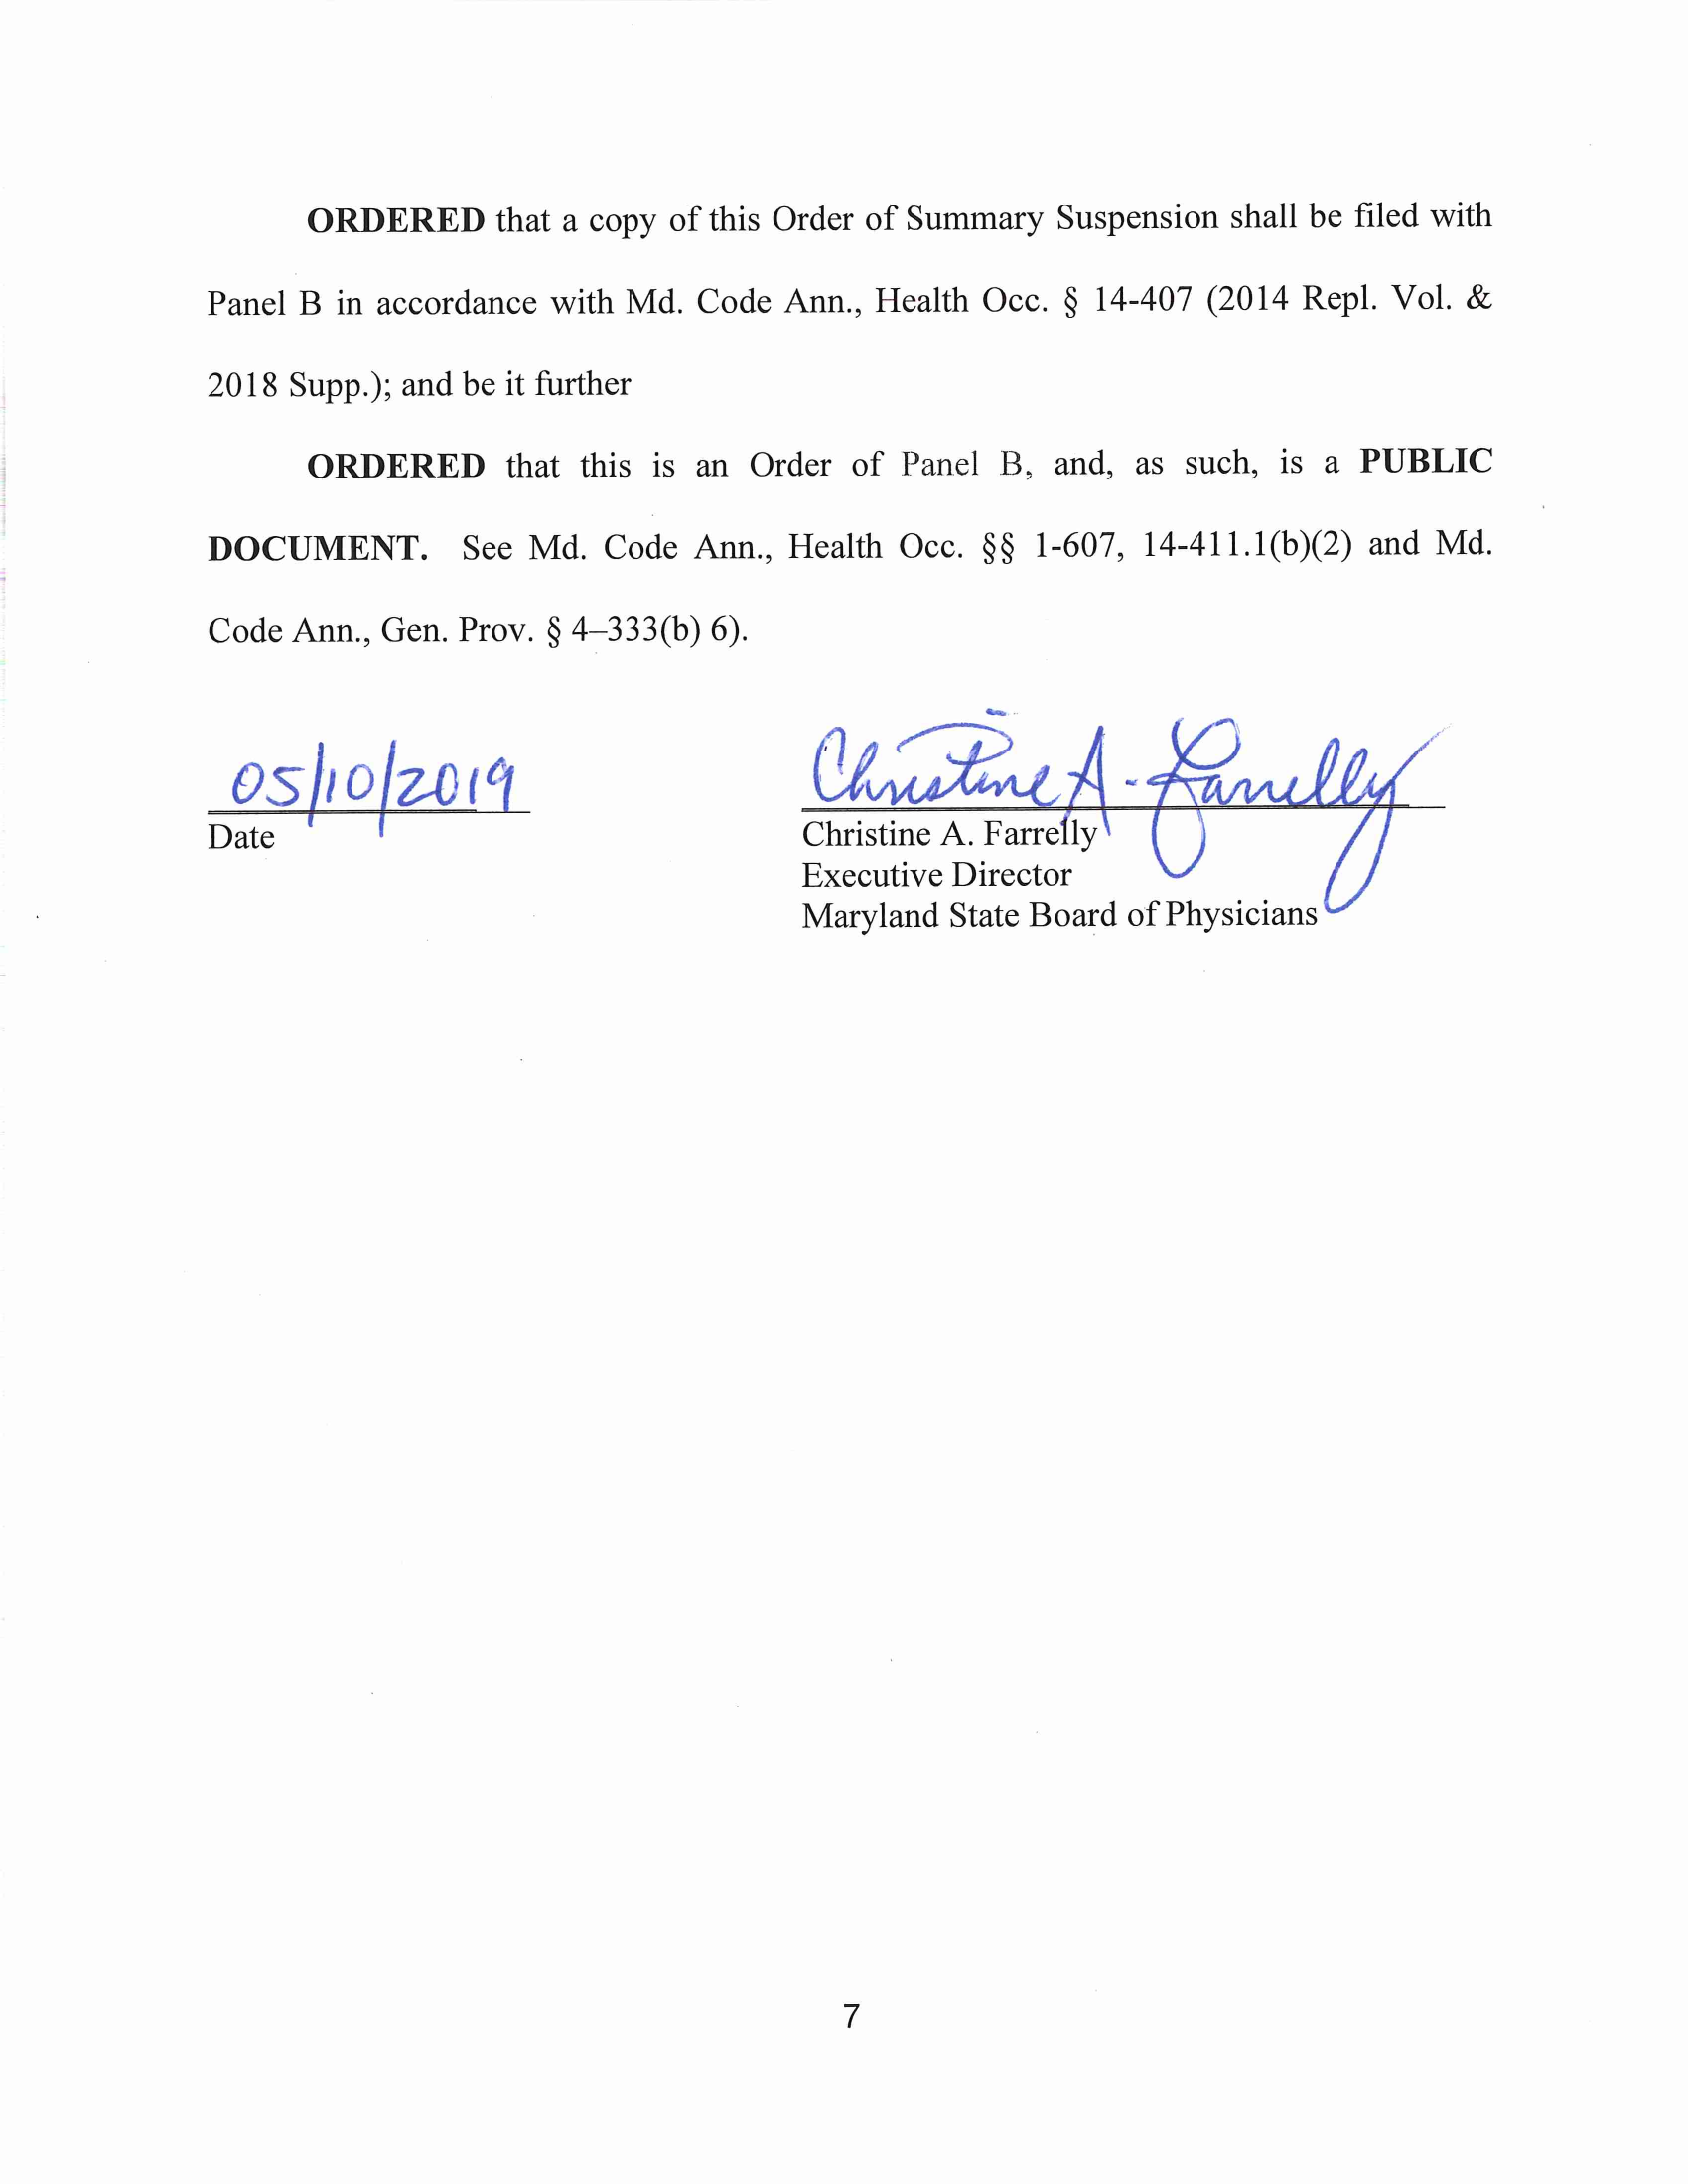 ORDERED that a copy of this Order of Summary Suspension shall be filed with
Panel B in accordance with Md. Code Ann., Health Occ. § 14-407 (2014 Repl. Vol. &
2018 Supp.); and be it further
ORDERED that this is an Order of Panel B, and, as such, is a PUBLIC
DOCUMENT. See Md. Code Ann., Health Occ. §§ 1-607, 14-411.1(b)(2) and Md.
Code Ann., Gen. Prov. § 4–333(b) 6).
05/10/2019
Christine A. Farrelly
Date
Christine A. Farrelly
Executive Director
Maryland State Board of Physicians
7